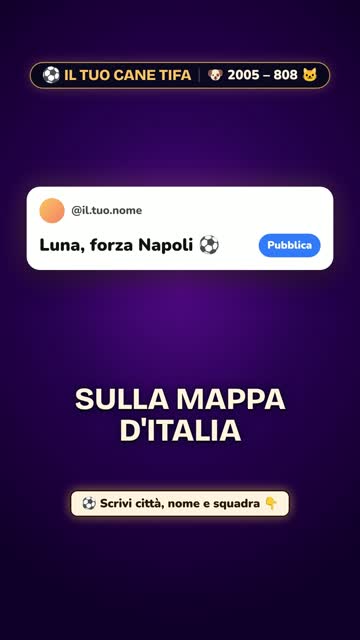 ⚽ IL TUO CANE TIFA | 🐶 2005 – 808 🐱
@il.tuo.nome
Luna, forza Napoli ⚽ Pubblica
SULLA MAPPA
D'ITALIA
⚽ Scrivi città, nome e squadra 👇